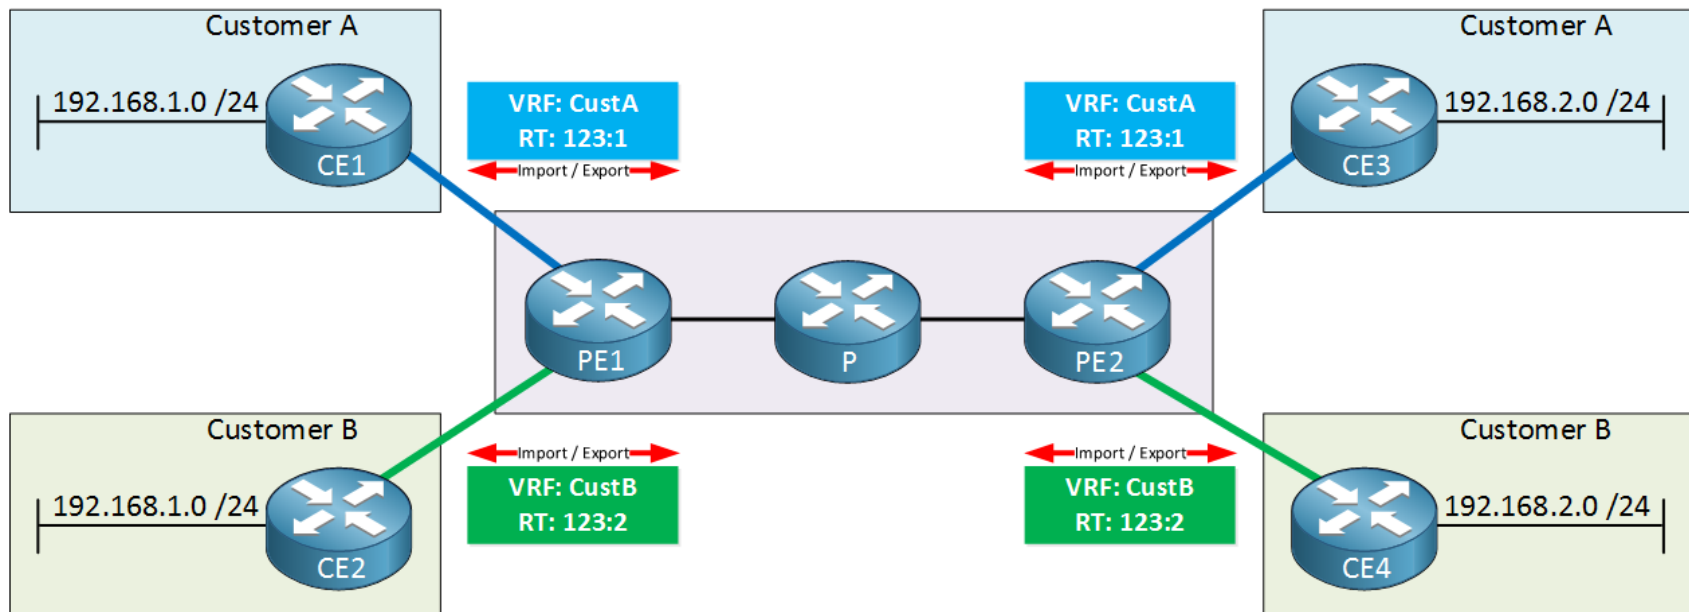 Customer A
192.168.1.0 /24
CE1
VRF: CustA
RT: 123:1
Import / Export
VRF: CustA
RT: 123:1
Import / Export
Customer A
192.168.2.0 /24
CE3
PE1
P
PE2
Customer B
192.168.1.0 /24
CE2
Import / Export
VRF: CustB
RT: 123:2
Import / Export
VRF: CustB
RT: 123:2
Customer B
192.168.2.0 /24
CE4